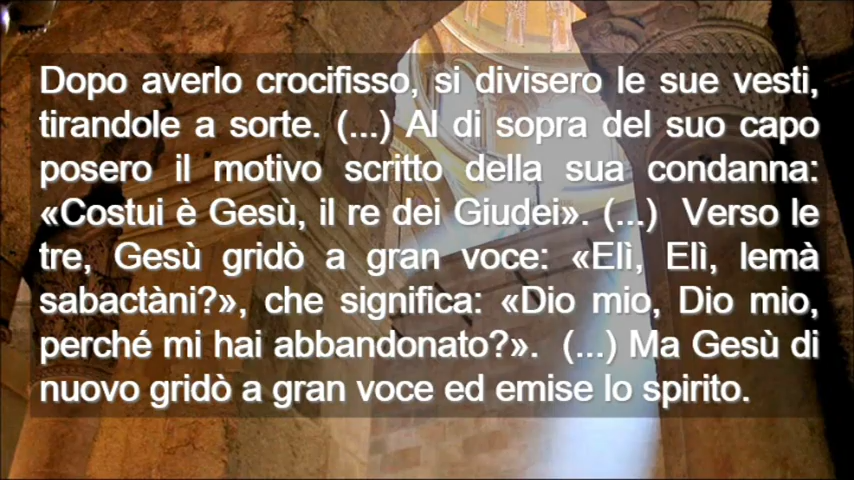 Dopo averlo crocifisso, si divisero le sue vesti,
tirandole a sorte. (...) Al di sopra del suo capo
posero il motivo scritto della sua condanna:
«Costui è Gesù, il re dei Giudei». (...)  Verso le
tre, Gesù gridò a gran voce: «Elì, Elì, lemà
sabactàni?», che significa: «Dio mio, Dio mio,
perché mi hai abbandonato?».  (...) Ma Gesù di
nuovo gridò a gran voce ed emise lo spirito.